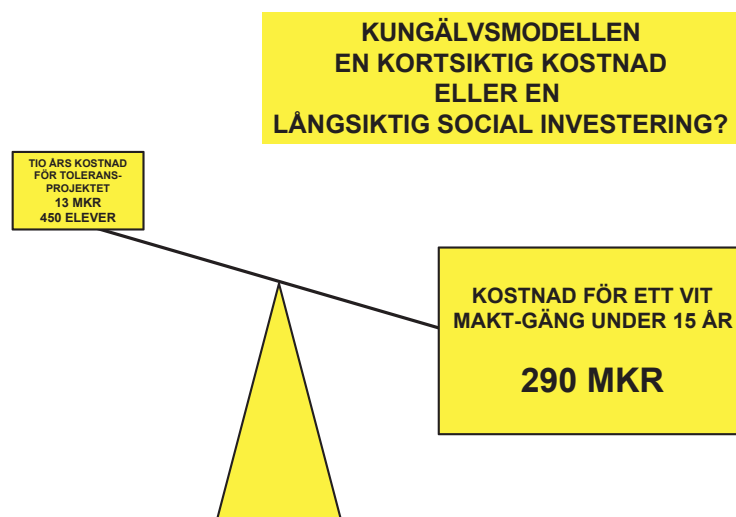 KUNGÄLVSMODELLEN
EN KORTSIKTIG KOSTNAD
ELLER EN
LÅNGSIKTIG SOCIAL INVESTERING?
TIO ÅRS KOSTNAD
FÖR TOLERANS-
PROJEKTET
13 MKR
450 ELEVER
KOSTNAD FÖR ETT VIT
MAKT-GÄNG UNDER 15 ÅR
290 MKR